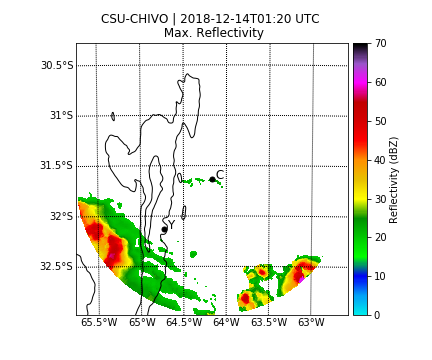 CSU-CHIVO | 2018-12-14T01:20 UTC
Max. Reflectivity
30.5°S
31°S
31.5°S
32°S
32.5°S
65.5°W
65°W
64.5°W
64°W
63.5°W
63°W
C
Y
70
60
50
40
30
20
10
0
Reflectivity (dBZ)